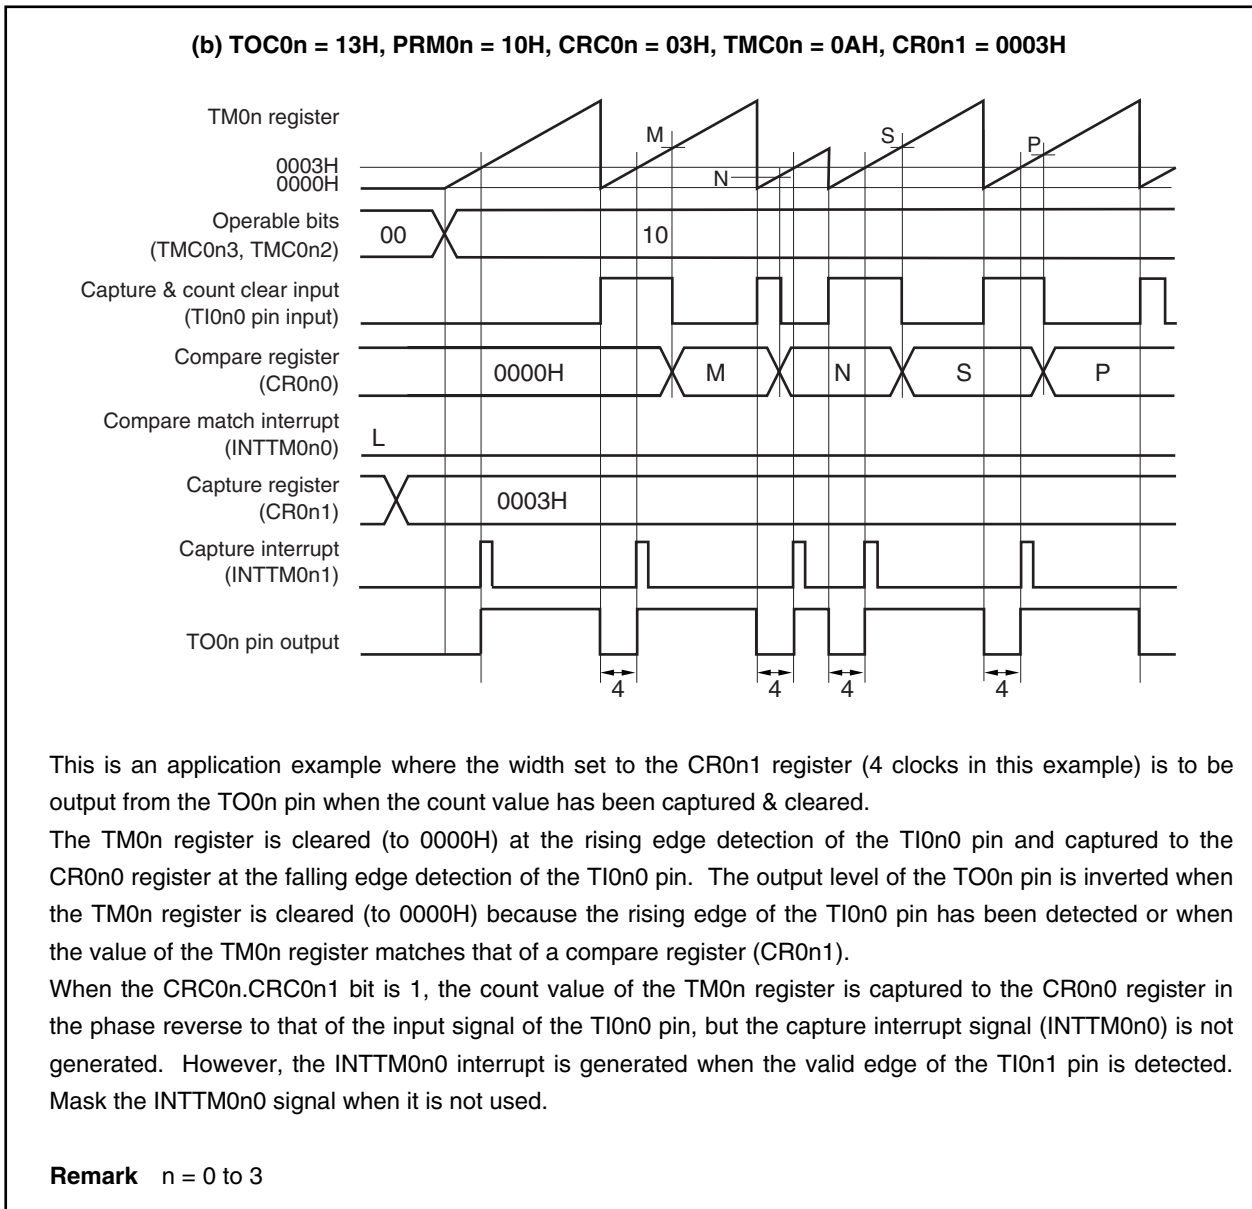 (b) TOC0n = 13H, PRM0n = 10H, CRC0n = 03H, TMC0n = 0AH, CR0n1 = 0003H
TM0n register
M
S
P
0003H
N
0000H
Operable bits
(TMC0n3, TMC0n2)
00
10
Capture & count clear input
(TI0n0 pin input)
Compare register
(CR0n0)
0000H
M
N
S
P
Compare match interrupt
(INTTM0n0)
L
Capture register
(CR0n1)
0003H
Capture interrupt
(INTTM0n1)
TO0n pin output
4
4
4
4
This is an application example where the width set to the CR0n1 register (4 clocks in this example) is to be
output from the TO0n pin when the count value has been captured & cleared.
The TM0n register is cleared (to 0000H) at the rising edge detection of the TI0n0 pin and captured to the
CR0n0 register at the falling edge detection of the TI0n0 pin. The output level of the TO0n pin is inverted when
the TM0n register is cleared (to 0000H) because the rising edge of the TI0n0 pin has been detected or when
the value of the TM0n register matches that of a compare register (CR0n1).
When the CRC0n.CRC0n1 bit is 1, the count value of the TM0n register is captured to the CR0n0 register in
the phase reverse to that of the input signal of the TI0n0 pin, but the capture interrupt signal (INTTM0n0) is not
generated. However, the INTTM0n0 interrupt is generated when the valid edge of the TI0n1 pin is detected.
Mask the INTTM0n0 signal when it is not used.
Remark n = 0 to 3